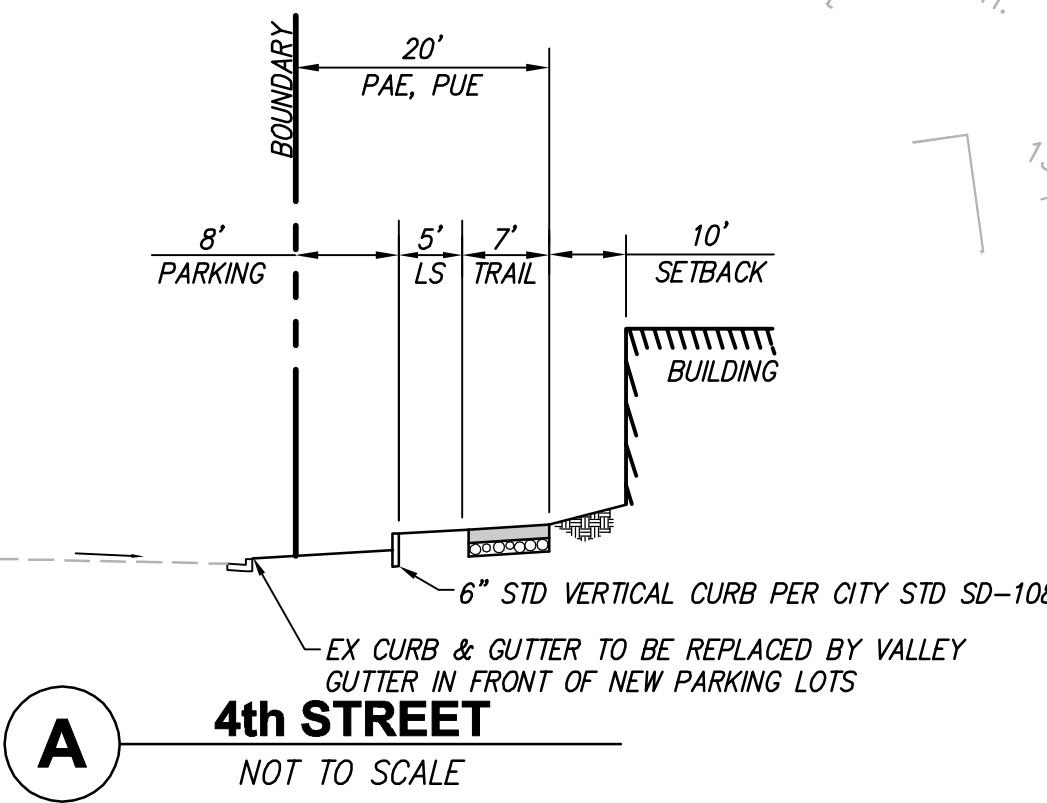 BOUNDARY
20'
PAE, PUE
8'
PARKING
5'
LS
7'
TRAIL
10'
SETBACK
BUILDING
6" STD VERTICAL CURB PER CITY STD SD-108
EX CURB & GUTTER TO BE REPLACED BY VALLEY
GUTTER IN FRONT OF NEW PARKING LOTS
A
4th STREET
NOT TO SCALE